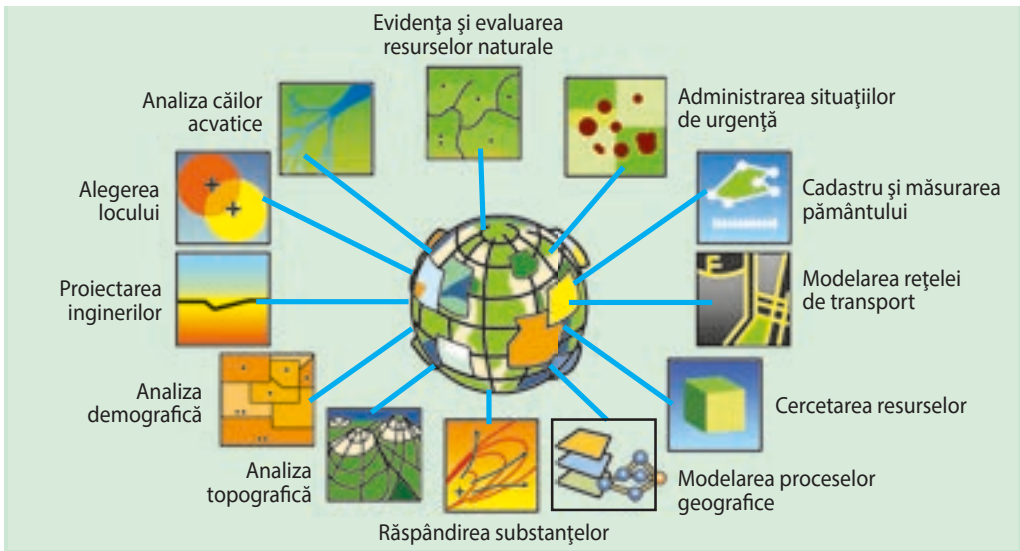 Evidenţa şi evaluarea
resurselor naturale
Analiza căilor
acvatice
Administrarea situaţiilor
de urgenţă
Alegerea
locului
Cadastru şi măsurarea
pământului
Proiectarea
inginerilor
Modelarea reţelei
de transport
Analiza
demografică
Cercetarea resurselor
Analiza
topografică
Modelarea proceselor
geografice
Răspândirea substanţelor